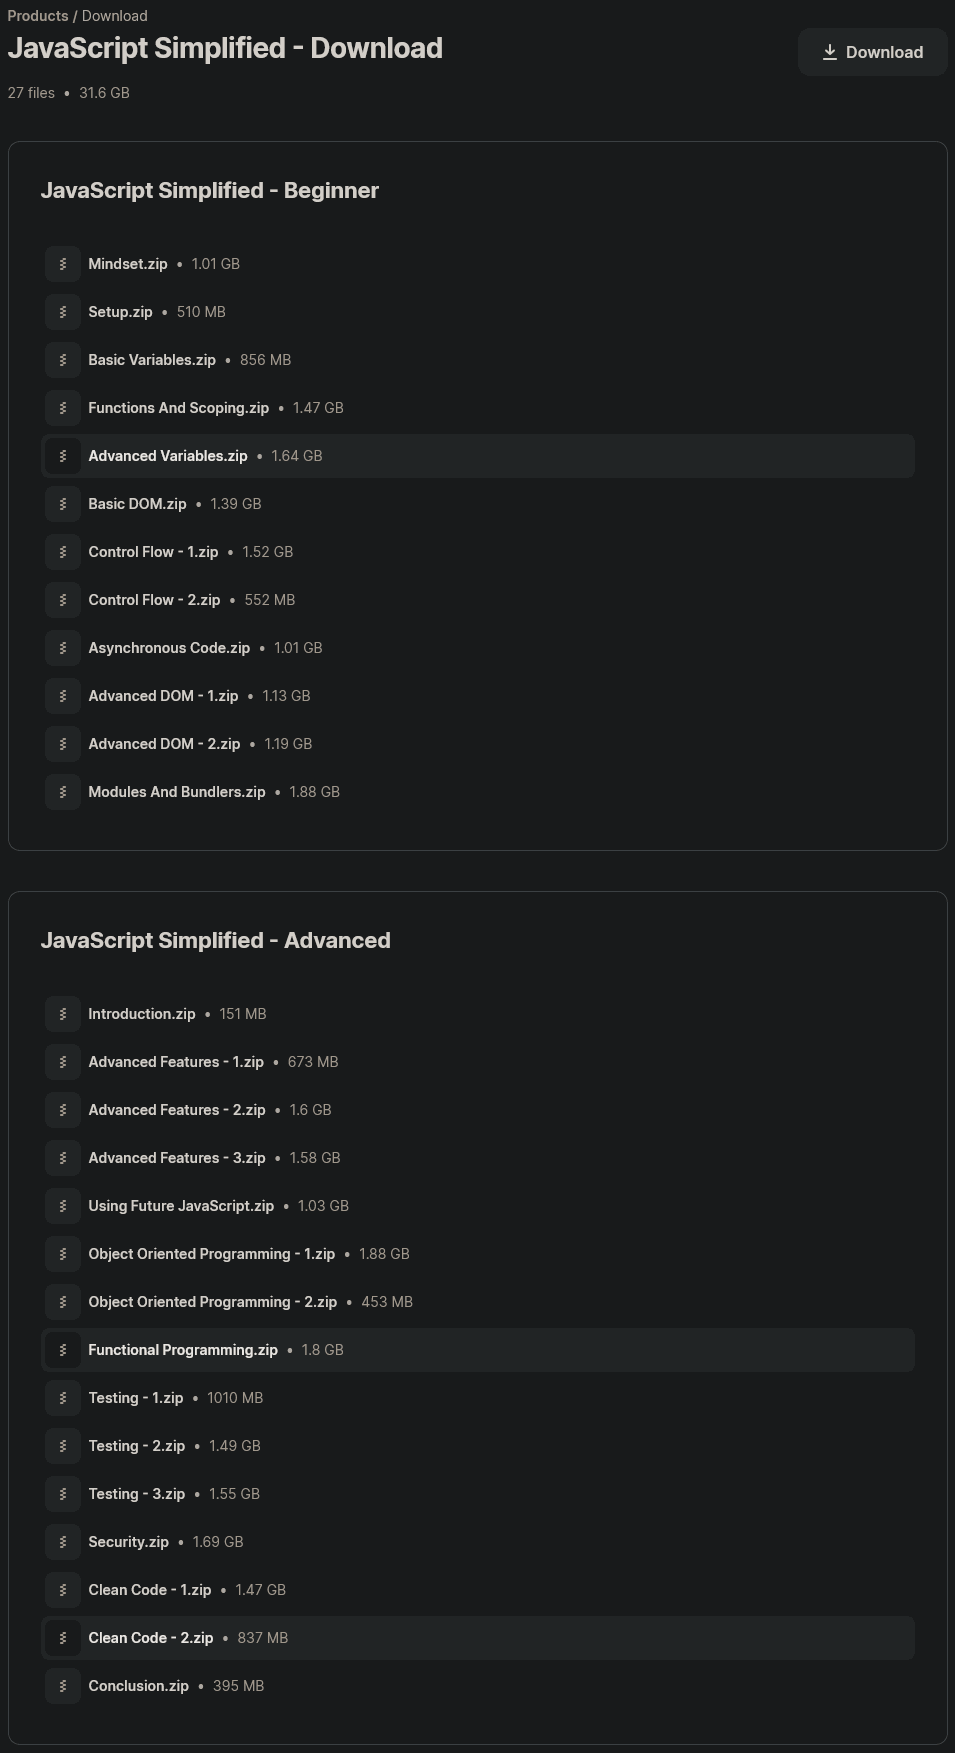 Products / Download
JavaScript Simplified - Download
Download
27 files • 31.6 GB
JavaScript Simplified - Beginner
Mindset.zip • 1.01 GB
Setup.zip • 510 MB
Basic Variables.zip • 856 MB
Functions And Scoping.zip • 1.47 GB
Advanced Variables.zip • 1.64 GB
Basic DOM.zip • 1.39 GB
Control Flow - 1.zip • 1.52 GB
Control Flow - 2.zip • 552 MB
Asynchronous Code.zip • 1.01 GB
Advanced DOM - 1.zip • 1.13 GB
Advanced DOM - 2.zip • 1.19 GB
Modules And Bundlers.zip • 1.88 GB
JavaScript Simplified - Advanced
Introduction.zip • 151 MB
Advanced Features - 1.zip • 673 MB
Advanced Features - 2.zip • 1.6 GB
Advanced Features - 3.zip • 1.58 GB
Using Future JavaScript.zip • 1.03 GB
Object Oriented Programming - 1.zip • 1.88 GB
Object Oriented Programming - 2.zip • 453 MB
Functional Programming.zip • 1.8 GB
Testing - 1.zip • 1010 MB
Testing - 2.zip • 1.49 GB
Testing - 3.zip • 1.55 GB
Security.zip • 1.69 GB
Clean Code - 1.zip • 1.47 GB
Clean Code - 2.zip • 837 MB
Conclusion.zip • 395 MB